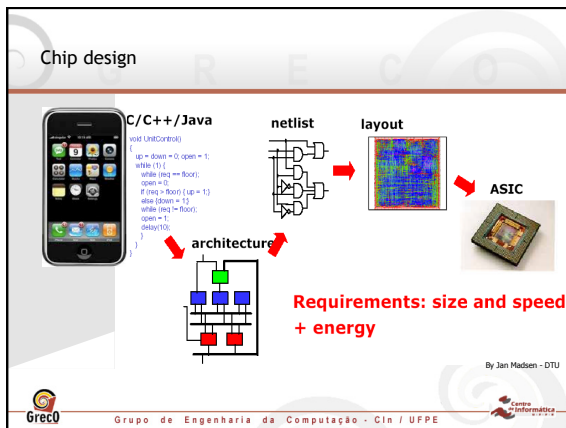 Chip design
G R E C O
C/C++/Java
void UnitControl()
{
up = down = 0; open = 1;
while (1) {
while (req == floor);
open = 0;
if (req > floor) { up = 1;}
else {down = 1;}
while (req != floor);
open = 1;
delay(10);
}
}
}
architecture
netlist
layout
ASIC
Requirements: size and speed
+ energy
By Jan Madsen - DTU
GrecO
Grupo de Engenharia da Computação - CIn / UFPE
Centro
de Informática
UFPE